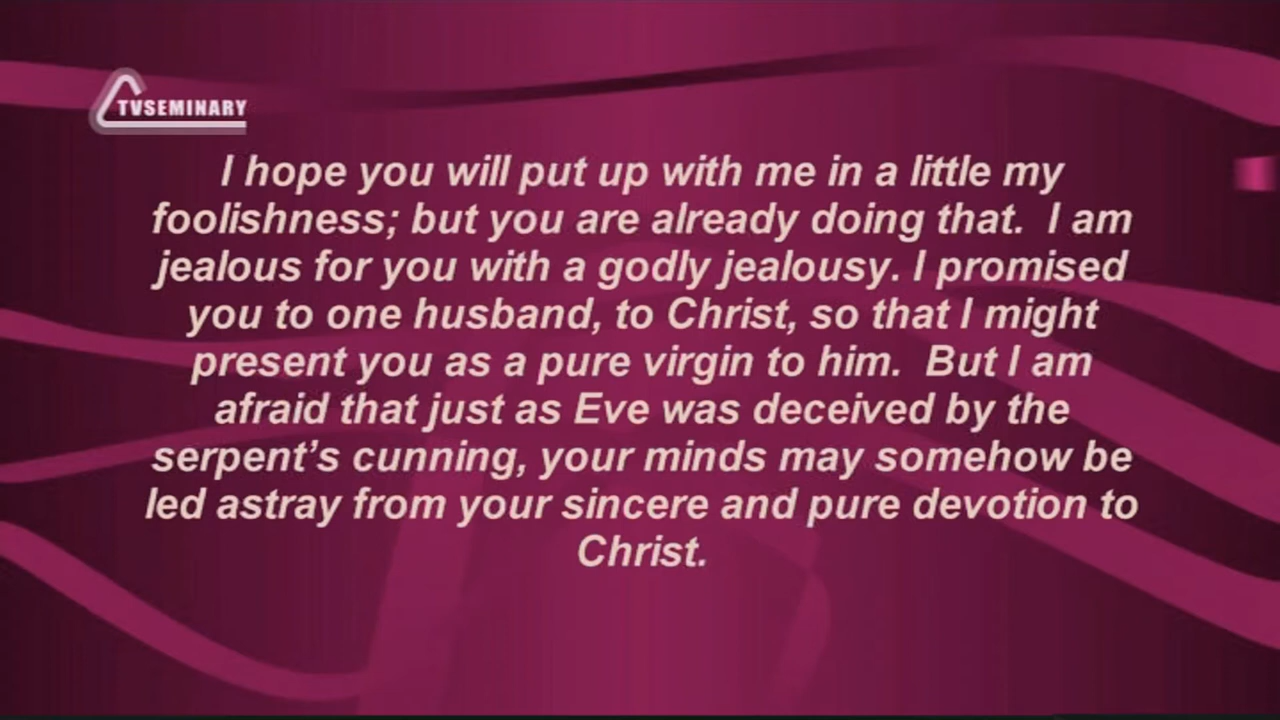 TVSEMINARY
I hope you will put up with me in a little my
foolishness; but you are already doing that.  I am
jealous for you with a godly jealousy. I promised
you to one husband, to Christ, so that I might
present you as a pure virgin to him.  But I am
afraid that just as Eve was deceived by the
serpent’s cunning, your minds may somehow be
led astray from your sincere and pure devotion to
Christ.